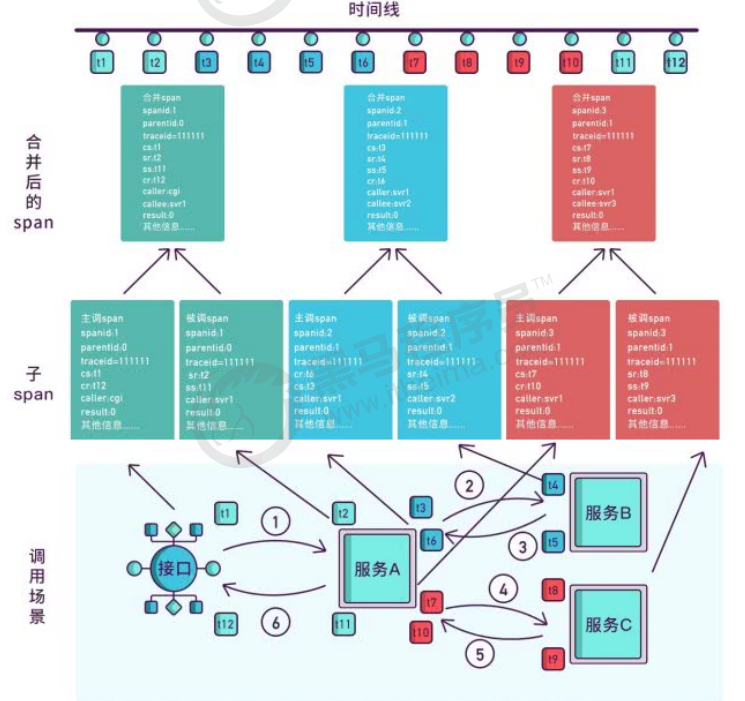 时间线
t1 t2 t3 t4 t5 t6 t7 t8 t9 t10 t11 t12
合并后的span
合并span
spanid:1
parentid:0
traceid=111111
cs:t1
sr:t2
ss:t11
cr:t12
caller:cgi
callee:svr1
result:0
其他信息......
合并span
spanid:2
parentid:1
traceid=111111
cs:t3
sr:t4
ss:t5
cr:t6
caller:svr1
callee:svr2
result:0
其他信息......
合并span
spanid:3
parentid:1
traceid=111111
cs:t7
sr:t8
ss:t9
cr:t10
caller:svr1
callee:svr3
result:0
其他信息......
子span
主调span
spanid:1
parentid:0
traceid=111111
cs:t1
cr:t12
caller:cgi
result:0
其他信息......
被调span
spanid:1
parentid:0
traceid=111111
sr:t2
ss:t11
caller:svr1
result:0
其他信息......
主调span
spanid:2
parentid:1
traceid=111111
cr:t6
cs:t3
caller:svr1
result:0
其他信息......
被调span
spanid:2
parentid:1
traceid=111111
sr:t4
ss:t5
caller:svr2
result:0
其他信息......
主调span
spanid:3
parentid:1
traceid=111111
cs:t7
cr:t10
caller:svr1
result:0
其他信息......
被调span
spanid:3
parentid:1
traceid=111111
sr:t8
ss:t9
caller:svr3
result:0
其他信息......
黑马程序员TM
www.itheima.com
调用场景
t1
1
t2
t3
2
t4
服务B
接口
服务A
t6
3
t5
t12
6
t11
t7
4
t8
服务C
t10
5
t9